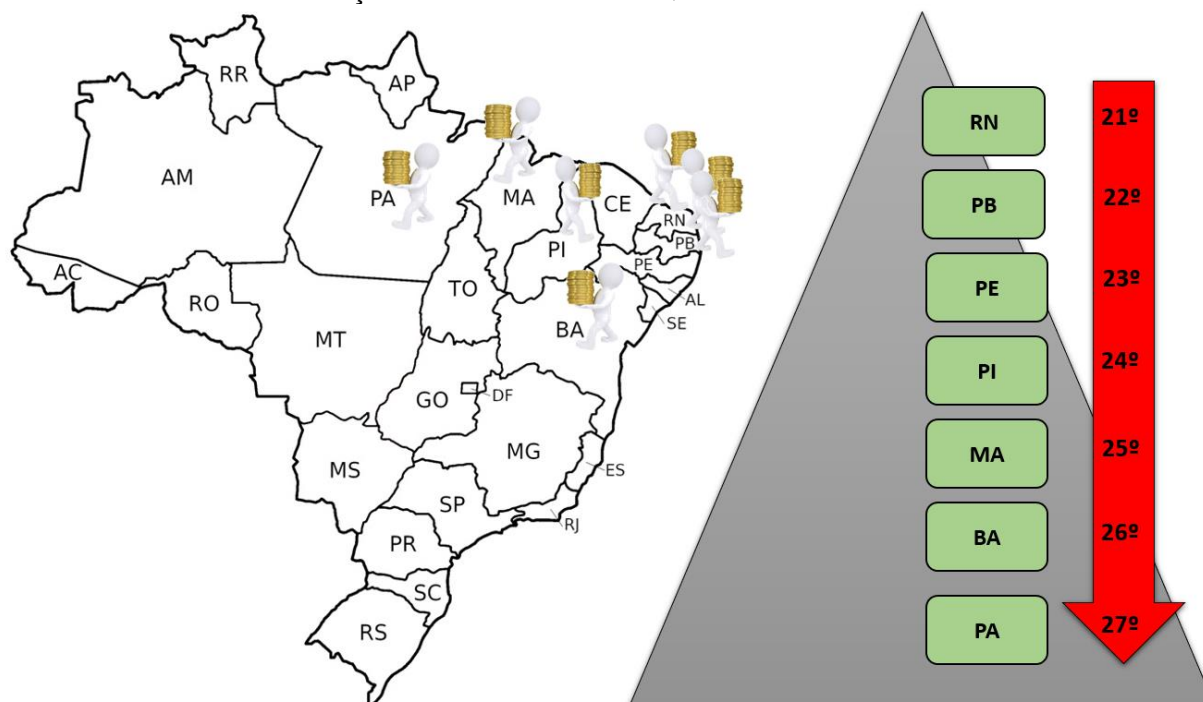 RR
AP
AM
PA
MA
CE
RN
PB
PI
PE
AC
TO
AL
RO
SE
BA
MT
GO
DF
MG
MS
ES
SP
RJ
PR
SC
RS
RN 21º
PB 22º
PE 23º
PI 24º
MA 25º
BA 26º
PA 27º